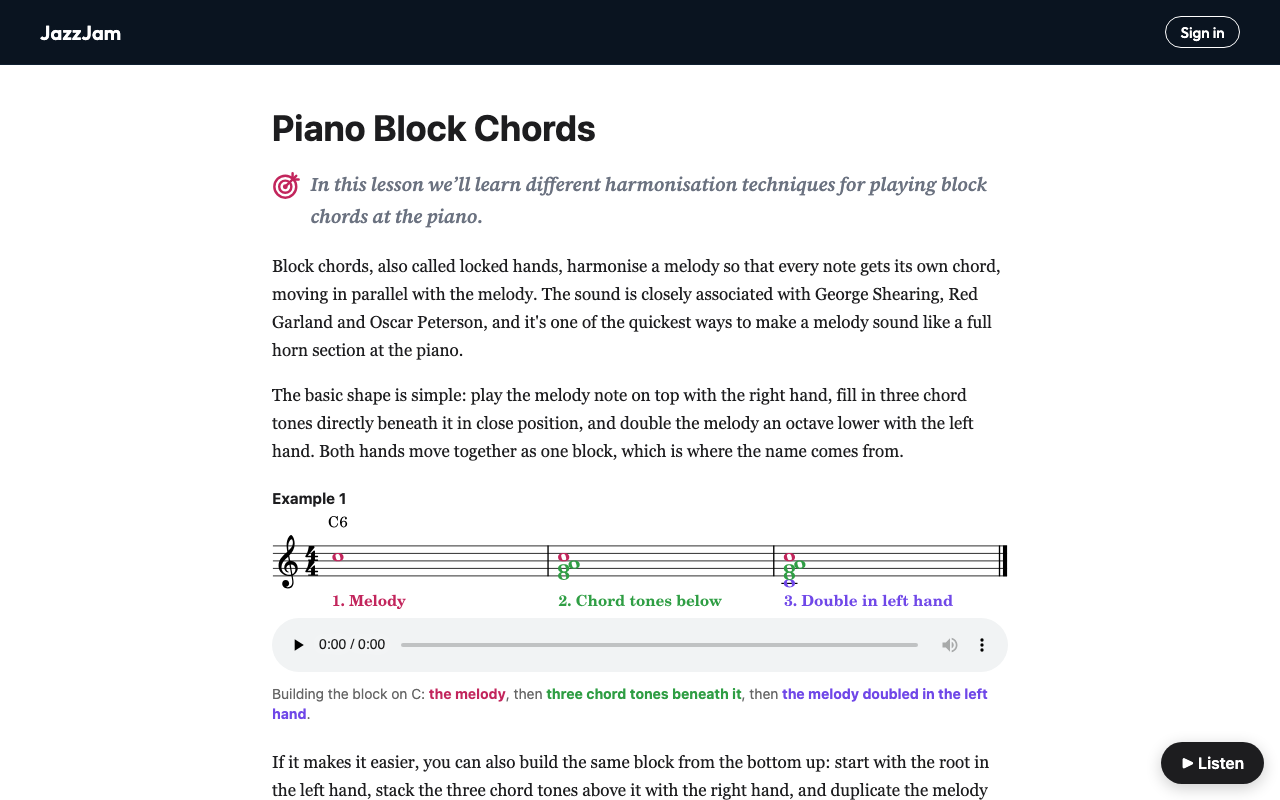 JazzJam
Sign in
Piano Block Chords
In this lesson we’ll learn different harmonisation techniques for playing block
chords at the piano.
Block chords, also called locked hands, harmonise a melody so that every note gets its own chord,
moving in parallel with the melody. The sound is closely associated with George Shearing, Red
Garland and Oscar Peterson, and it's one of the quickest ways to make a melody sound like a full
horn section at the piano.
The basic shape is simple: play the melody note on top with the right hand, fill in three chord
tones directly beneath it in close position, and double the melody an octave lower with the left
hand. Both hands move together as one block, which is where the name comes from.
Example 1
C6
4
4
1. Melody
2. Chord tones below
3. Double in left hand
0:00 / 0:00
Building the block on C: the melody, then three chord tones beneath it, then the melody doubled in the left
hand.
If it makes it easier, you can also build the same block from the bottom up: start with the root in
the left hand, stack the three chord tones above it with the right hand, and duplicate the melody
Listen